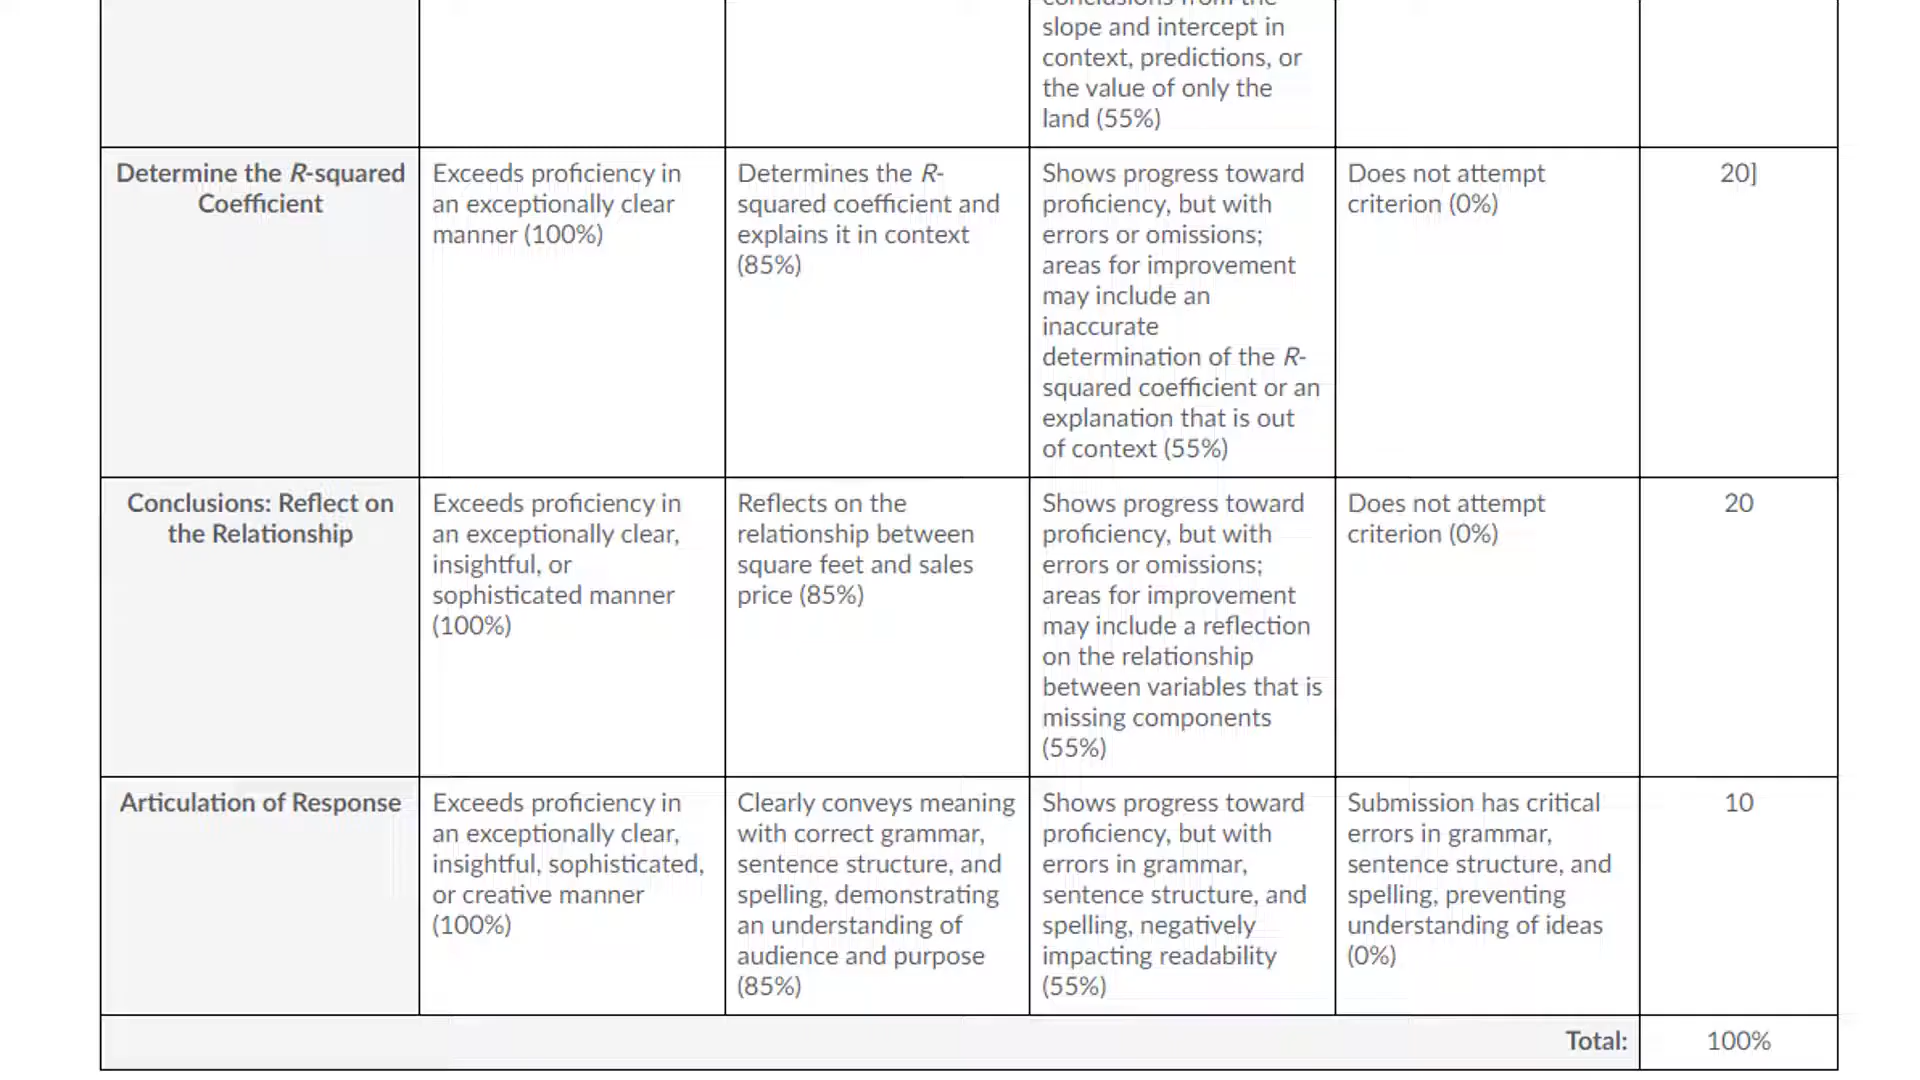 conclusions from the
slope and intercept in
context, predictions, or
the value of only the
land (55%)
Determine the R-squared
Coefficient
Exceeds proficiency in
an exceptionally clear
manner (100%)
Determines the R-
squared coefficient and
explains it in context
(85%)
Shows progress toward
proficiency, but with
errors or omissions;
areas for improvement
may include an
inaccurate
determination of the R-
squared coefficient or an
explanation that is out
of context (55%)
Does not attempt
criterion (0%)
20]
Conclusions: Reflect on
the Relationship
Exceeds proficiency in
an exceptionally clear,
insightful, or
sophisticated manner
(100%)
Reflects on the
relationship between
square feet and sales
price (85%)
Shows progress toward
proficiency, but with
errors or omissions;
areas for improvement
may include a reflection
on the relationship
between variables that is
missing components
(55%)
Does not attempt
criterion (0%)
20
Articulation of Response
Exceeds proficiency in
an exceptionally clear,
insightful, sophisticated,
or creative manner
(100%)
Clearly conveys meaning
with correct grammar,
sentence structure, and
spelling, demonstrating
an understanding of
audience and purpose
(85%)
Shows progress toward
proficiency, but with
errors in grammar,
sentence structure, and
spelling, negatively
impacting readability
(55%)
Submission has critical
errors in grammar,
sentence structure, and
spelling, preventing
understanding of ideas
(0%)
10
Total:
100%